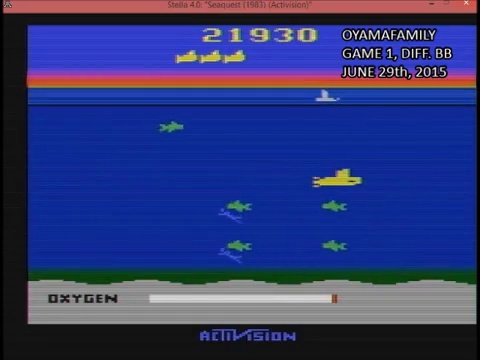 Stella 4.0: "Seaquest (1983) (Activision)"
21930
OYAMAFAMILY
GAME 1, DIFF. BB
JUNE 29th, 2015
OXYGEN
ACTIVISION